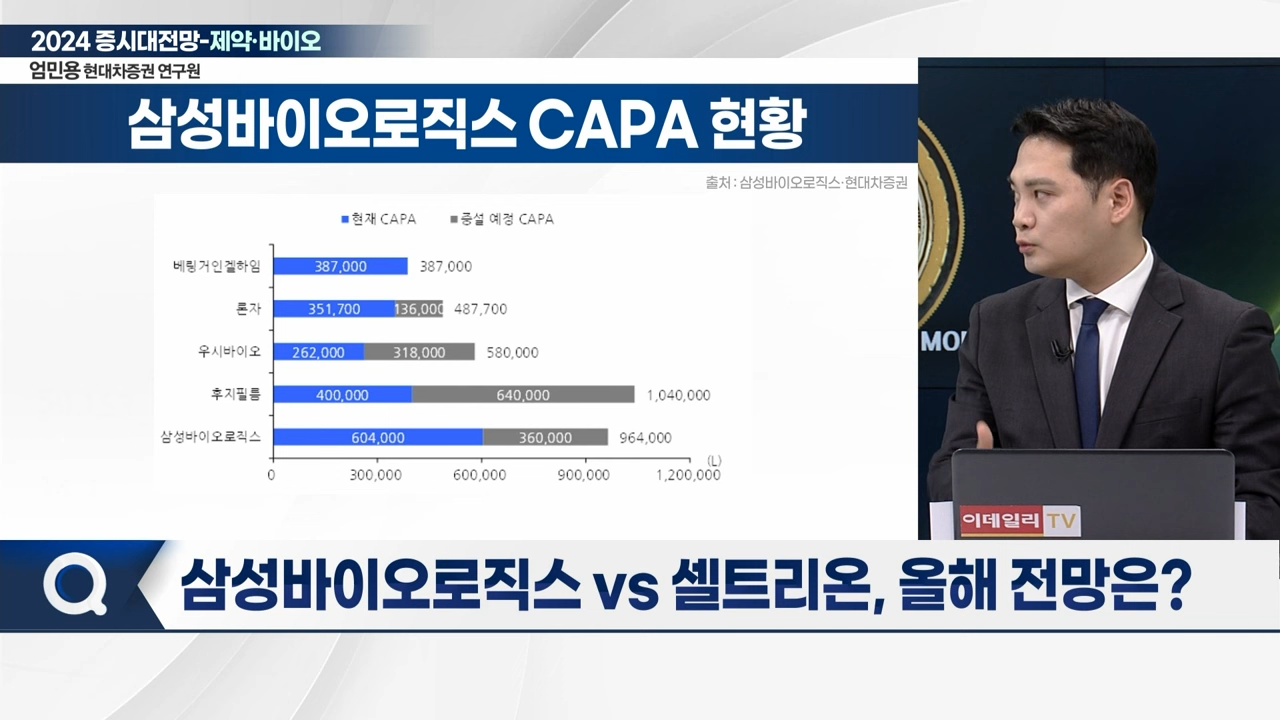 2024 증시대전망-제약·바이오
엄민용 현대차증권 연구원
삼성바이오로직스 CAPA 현황
출처 : 삼성바이오로직스·현대차증권
현재 CAPA 증설 예정 CAPA
베링거인겔하임 387,000 387,000
론자 351,700 136,000 487,700
우시바이오 262,000 318,000 580,000
후지필름 400,000 640,000 1,040,000
삼성바이오로직스 604,000 360,000 964,000
(L)
0 300,000 600,000 900,000 1,200,000
이데일리 TV
Q 삼성바이오로직스 vs 셀트리온, 올해 전망은?